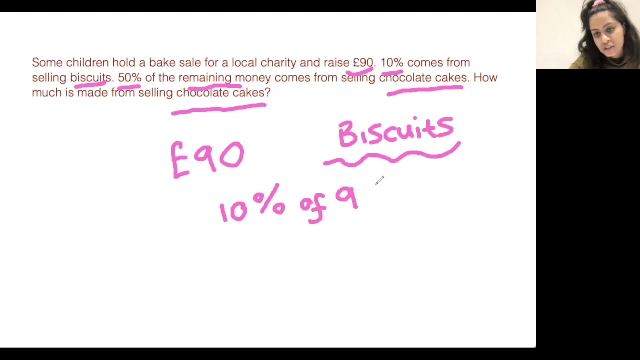 Some children hold a bake sale for a local charity and raise £90. 10% comes from
selling biscuits. 50% of the remaining money comes from selling chocolate cakes. How
much is made from selling chocolate cakes?
Biscuits
£90
10% of 9